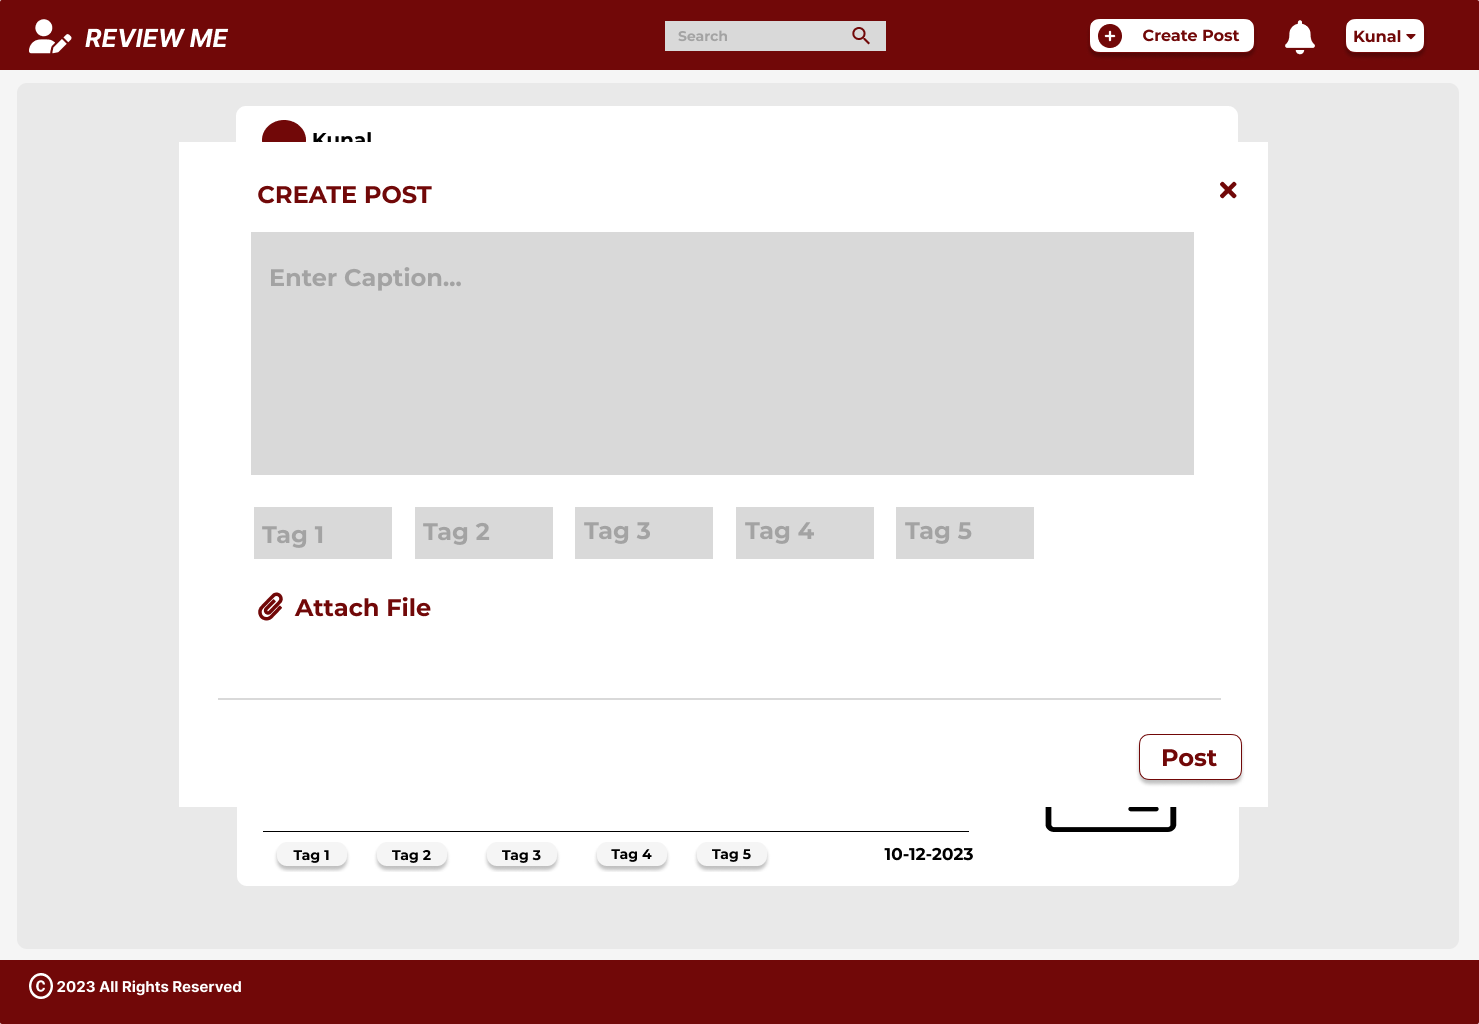 REVIEW ME
Search
Create Post
Kunal
Kunal
CREATE POST
Enter Caption...
Tag 1 Tag 2 Tag 3 Tag 4 Tag 5
Attach File
Post
Tag 1 Tag 2 Tag 3 Tag 4 Tag 5 10-12-2023
© 2023 All Rights Reserved